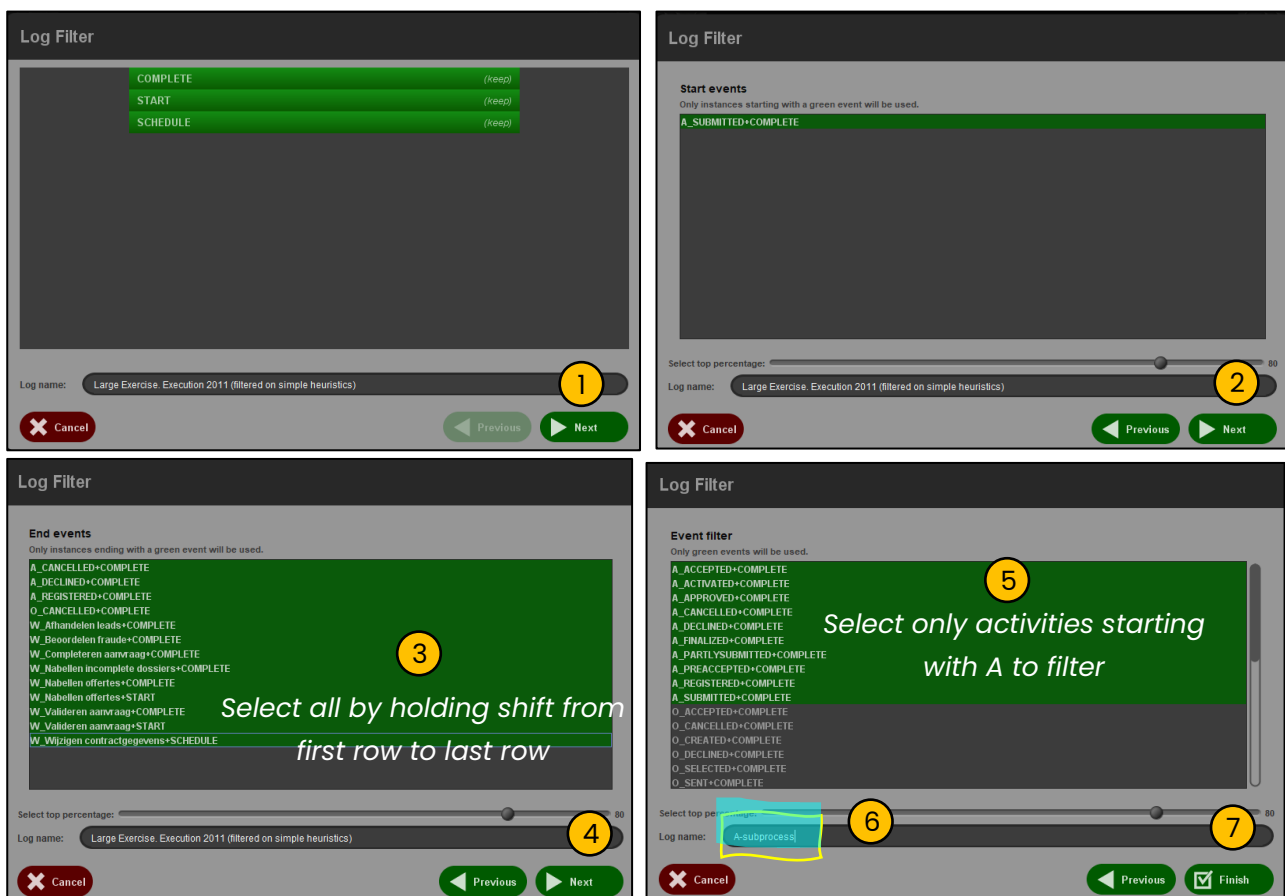 Log Filter
COMPLETE (keep)
START (keep)
SCHEDULE (keep)
Log name: Large Exercise. Execution 2011 (filtered on simple heuristics) 1
Cancel Previous Next
Log Filter
Start events
Only instances starting with a green event will be used.
A_SUBMITTED+COMPLETE
Select top percentage: 80
Log name: Large Exercise. Execution 2011 (filtered on simple heuristics) 2
Cancel Previous Next
Log Filter
End events
Only instances ending with a green event will be used.
A_CANCELLED+COMPLETE
A_DECLINED+COMPLETE
A_REGISTERED+COMPLETE
O_CANCELLED+COMPLETE
W_Afhandelen leads+COMPLETE
W_Beoordelen fraude+COMPLETE
W_Completeren aanvraag+COMPLETE
W_Nabellen incomplete dossiers+COMPLETE
W_Nabellen offertes+COMPLETE
W_Nabellen offertes+START
W_Valideren aanvraag+COMPLETE
W_Valideren aanvraag+START
W_Wijzigen contractgegevens+SCHEDULE
3
Select all by holding shift from
first row to last row
Select top percentage: 80
Log name: Large Exercise. Execution 2011 (filtered on simple heuristics) 4
Cancel Previous Next
Log Filter
Event filter
Only green events will be used.
A_ACCEPTED+COMPLETE
A_ACTIVATED+COMPLETE
A_APPROVED+COMPLETE
A_CANCELLED+COMPLETE
A_DECLINED+COMPLETE
A_FINALIZED+COMPLETE
A_PARTLYSUBMITTED+COMPLETE
A_PREACCEPTED+COMPLETE
A_REGISTERED+COMPLETE
A_SUBMITTED+COMPLETE
O_ACCEPTED+COMPLETE
O_CANCELLED+COMPLETE
O_CREATED+COMPLETE
O_DECLINED+COMPLETE
O_SELECTED+COMPLETE
O_SENT+COMPLETE
5
Select only activities starting
with A to filter
Select top percentage: 80
Log name: A-subprocess 6 7
Cancel Previous Finish